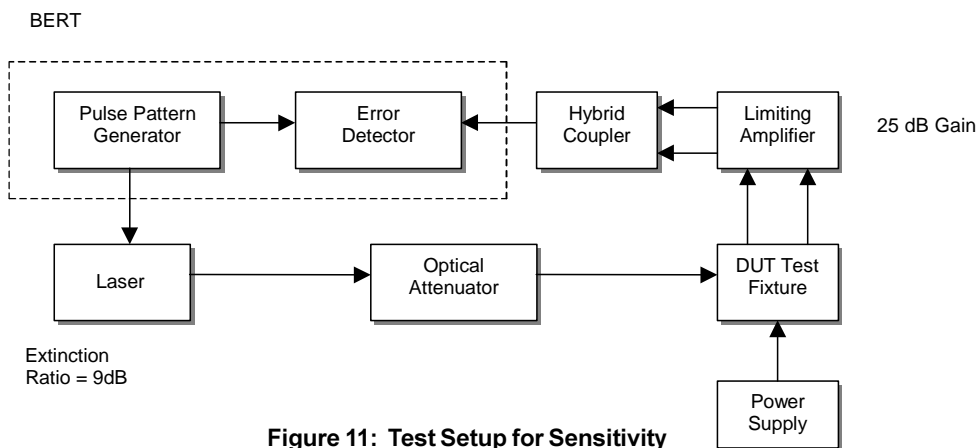 BERT
Pulse Pattern
Generator
Error
Detector
Hybrid
Coupler
Limiting
Amplifier
25 dB Gain
Laser
Optical
Attenuator
DUT Test
Fixture
Extinction
Ratio = 9dB
Power
Supply
Figure 11: Test Setup for Sensitivity